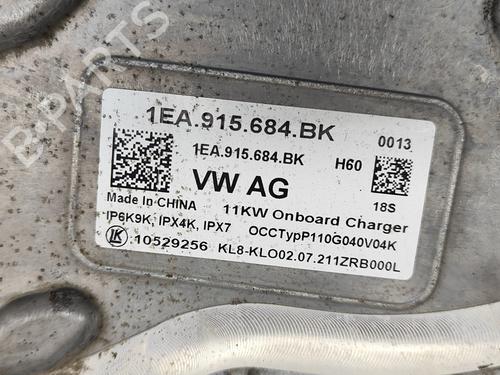 1EA.915.684.BK
0013
1EA.915.684.BK
H60
VW AG
18S
Made In CHINA
11KW Onboard Charger
IP6K9K, IPX4K, IPX7
OCCTypP110G040V04K
LK 10529256
KL8-KLO02.07.211ZRB000L
B-PARTS